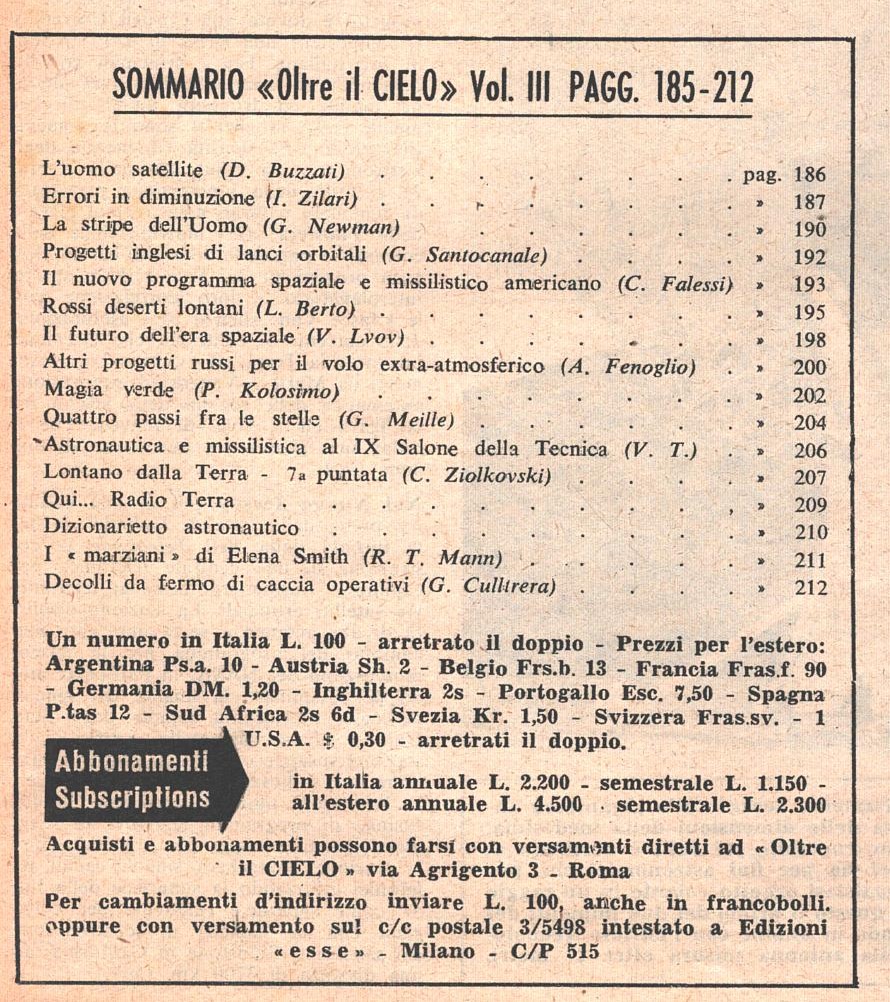 SOMMARIO «Oltre il CIELO» Vol. III PAGG. 185-212
L'uomo satellite (D. Buzzati) . . . . . . . . pag. 186
Errori in diminuzione (I. Zilari) . . . . . . . . » 187
La stripe dell'Uomo (G. Newman) . . . . . . » 190
Progetti inglesi di lanci orbitali (G. Santocanale) . . . . » 192
Il nuovo programma spaziale e missilistico americano (C. Falessi) » 193
Rossi deserti lontani (L. Berto) . . . . . . . . » 195
Il futuro dell'era spaziale (V. Lvov) . . . . . . . » 198
Altri progetti russi per il volo extra-atmosferico (A. Fenoglio) . » 200
Magia verde (P. Kolosimo) . . . . . . . . » 202
Quattro passi fra le stelle (G. Meille) . . . . . . » 204
Astronautica e missilistica al IX Salone della Tecnica (V. T.) . » 206
Lontano dalla Terra - 7a puntata (C. Ziolkovski) . . . . » 207
Qui... Radio Terra . . . . . . . . . . » 209
Dizionarietto astronautico . . . . . . . . . » 210
I « marziani » di Elena Smith (R. T. Mann) . . . . . » 211
Decolli da fermo di caccia operativi (G. Cullirera) . . . . » 212
Un numero in Italia L. 100 - arretrato il doppio - Prezzi per l'estero:
Argentina Ps.a. 10 - Austria Sh. 2 - Belgio Frs.b. 13 - Francia Fras.f. 90
- Germania DM. 1,20 - Inghilterra 2s - Portogallo Esc. 7,50 - Spagna
P.tas 12 - Sud Africa 2s 6d - Svezia Kr. 1,50 - Svizzera Fras.sv. - 1
U.S.A. $ 0,30 - arretrati il doppio.
Abbonamenti
Subscriptions
in Italia annuale L. 2.200 - semestrale L. 1.150 -
all'estero annuale L. 4.500 - semestrale L. 2.300
Acquisti e abbonamenti possono farsi con versamenti diretti ad « Oltre
il CIELO » via Agrigento 3 - Roma
Per cambiamenti d'indirizzo inviare L. 100, anche in francobolli.
oppure con versamento sul c/c postale 3/5498 intestato a Edizioni
«esse» - Milano - C/P 515